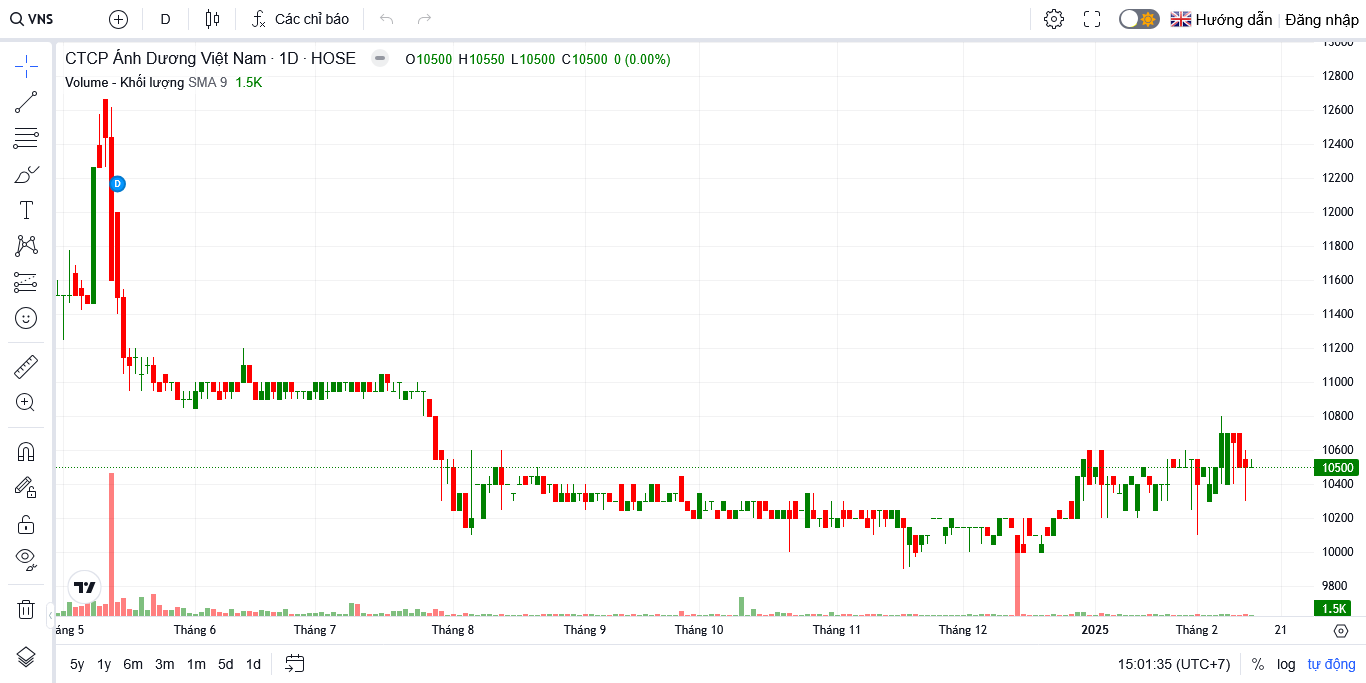 VNS D Các chỉ báo Hướng dẫn Đăng nhập
CTCP Ánh Dương Việt Nam · 1D · HOSE O10500 H10550 L10500 C10500 0 (0.00%)
Volume - Khối lượng SMA 9 1.5K
D
13000
12800
12600
12400
12200
12000
11800
11600
11400
11200
11000
10800
10600
10500
10400
10200
10000
9800
1.5K
áng 5 Tháng 6 Tháng 7 Tháng 8 Tháng 9 Tháng 10 Tháng 11 Tháng 12 2025 Tháng 2 21
5y 1y 6m 3m 1m 5d 1d 15:01:35 (UTC+7) % log tự động